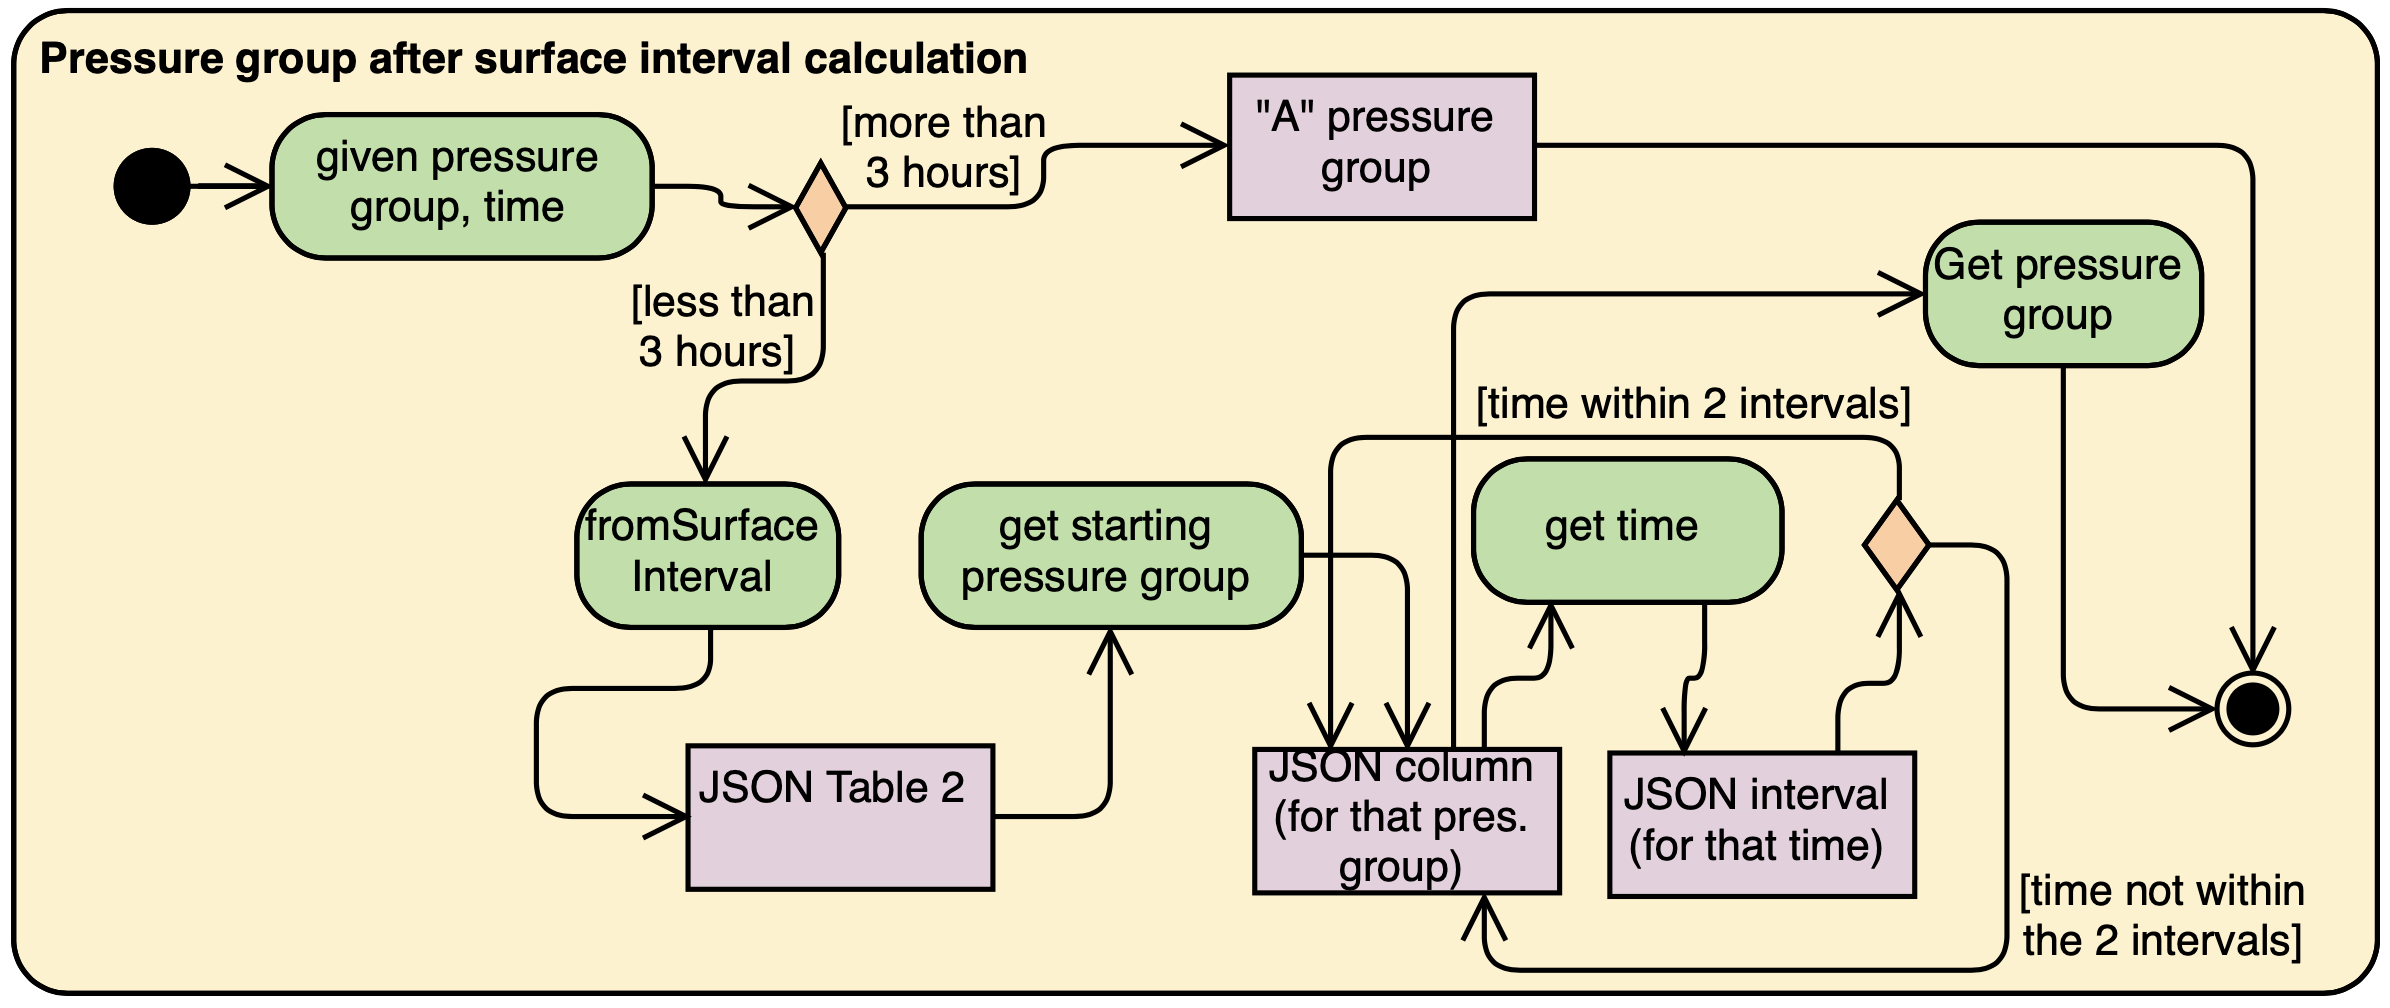 Pressure group after surface interval calculation
given pressure
group, time
[more than
3 hours]
"A" pressure
group
[less than
3 hours]
Get pressure
group
[time within 2 intervals]
fromSurface
Interval
get starting
pressure group
get time
JSON Table 2
JSON column
(for that pres.
group)
JSON interval
(for that time)
[time not within
the 2 intervals]